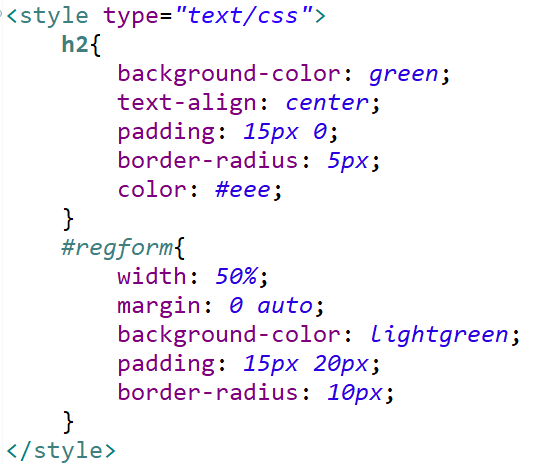 <style type="text/css">
    h2{
        background-color: green;
        text-align: center;
        padding: 15px 0;
        border-radius: 5px;
        color: #eee;
    }
    #regform{
        width: 50%;
        margin: 0 auto;
        background-color: lightgreen;
        padding: 15px 20px;
        border-radius: 10px;
    }
</style>